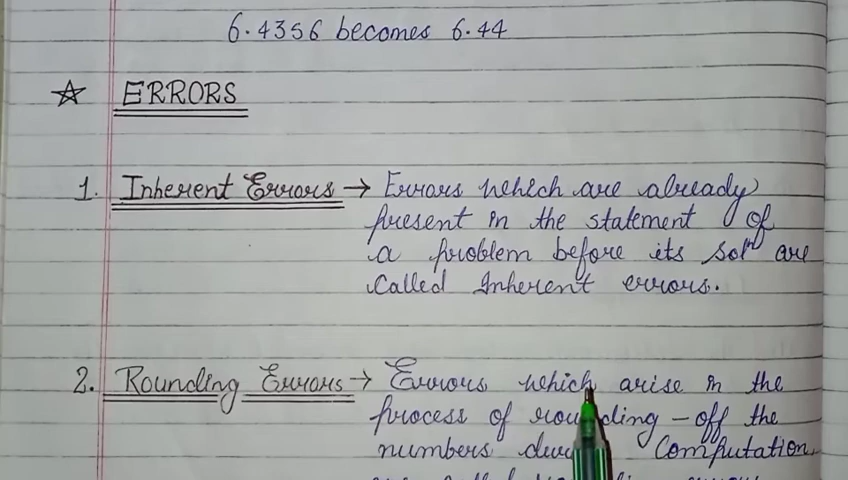 6.4356 becomes 6.44
☆ ERRORS
1. Inherent Errors → Errors which are already
present in the statement of
a problem before its solⁿ are
called Inherent errors.
2. Rounding Errors → Errors which arise in the
process of rounding-off the
numbers Computation